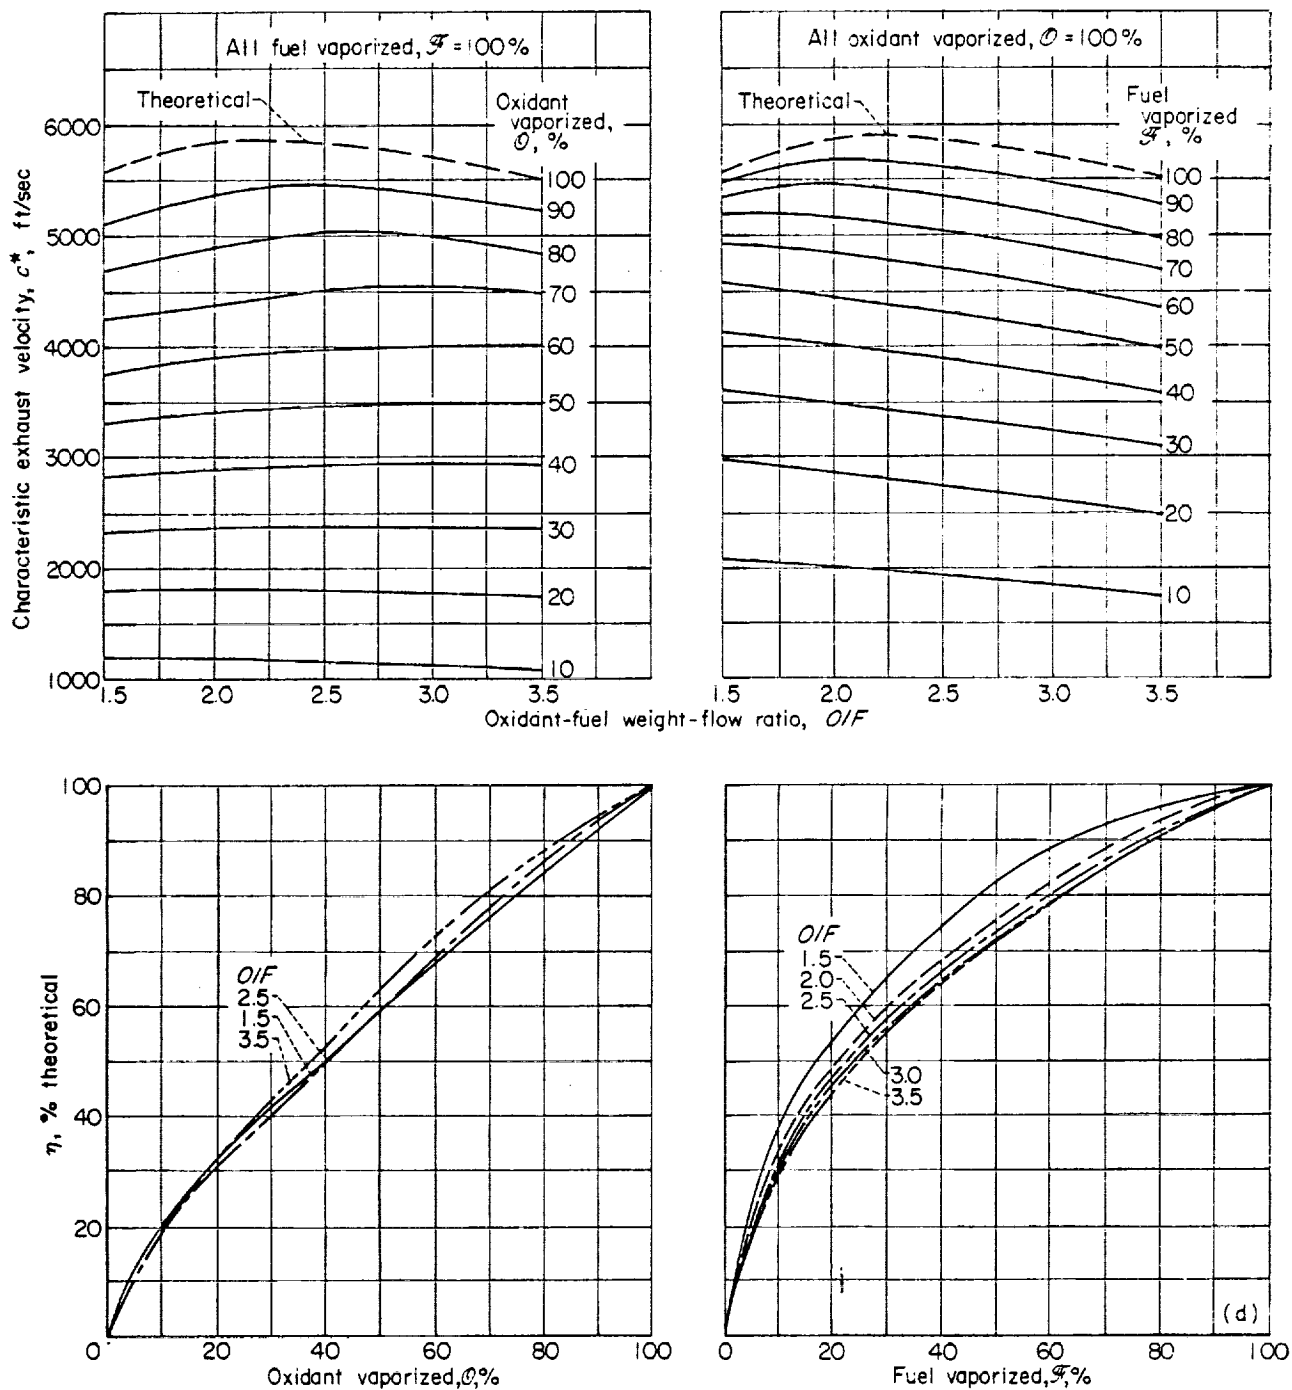 All fuel vaporized, ℱ = 100%
Theoretical
Oxidant
vaporized,
𝒪, %
100
90
80
70
60
50
40
30
20
10
6000
5000
4000
3000
2000
1000
Characteristic exhaust velocity, c*, ft/sec
1.5 2.0 2.5 3.0 3.5
All oxidant vaporized, 𝒪 = 100%
Theoretical
Fuel
vaporized
ℱ, %
100
90
80
70
60
50
40
30
20
10
1.5 2.0 2.5 3.0 3.5
Oxidant-fuel weight-flow ratio, O/F
100
80
60
40
20
η, % theoretical
O/F
2.5
1.5
3.5
0 20 40 60 80 100
Oxidant vaporized, 𝒪, %
O/F
1.5
2.0
2.5
3.0
3.5
(d)
0 20 40 60 80 100
Fuel vaporized, ℱ, %